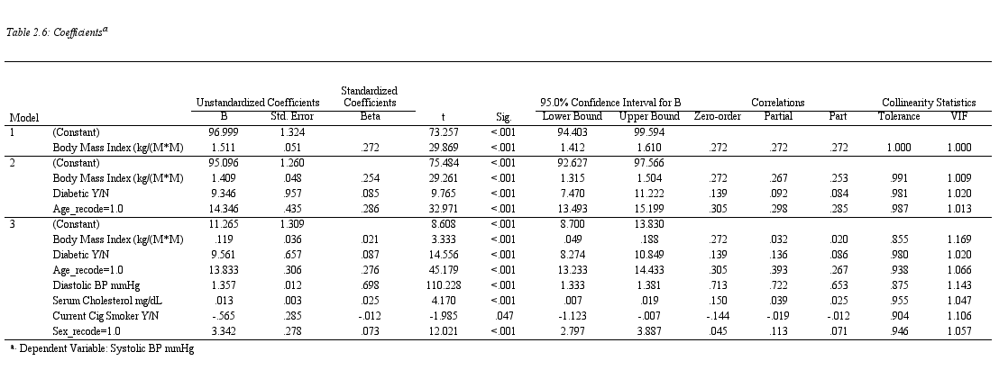 Table 2.6: Coefficientsa
Standardized
Unstandardized Coefficients Coefficients 95.0% Confidence Interval for B Correlations Collinearity Statistics
Model B Std. Error Beta t Sig. Lower Bound Upper Bound Zero-order Partial Part Tolerance VIF
1 (Constant) 96.999 1.324 73.257 <.001 94.403 99.594
Body Mass Index (kg/(M*M) 1.511 .051 .272 29.869 <.001 1.412 1.610 .272 .272 .272 1.000 1.000
2 (Constant) 95.096 1.260 75.484 <.001 92.627 97.566
Body Mass Index (kg/(M*M) 1.409 .048 .254 29.261 <.001 1.315 1.504 .272 .267 .253 .991 1.009
Diabetic Y/N 9.346 .957 .085 9.765 <.001 7.470 11.222 .139 .092 .084 .981 1.020
Age_recode=1.0 14.346 .435 .286 32.971 <.001 13.493 15.199 .305 .298 .285 .987 1.013
3 (Constant) 11.265 1.309 8.608 <.001 8.700 13.830
Body Mass Index (kg/(M*M) .119 .036 .021 3.333 <.001 .049 .188 .272 .032 .020 .855 1.169
Diabetic Y/N 9.561 .657 .087 14.556 <.001 8.274 10.849 .139 .136 .086 .980 1.020
Age_recode=1.0 13.833 .306 .276 45.179 <.001 13.233 14.433 .305 .393 .267 .938 1.066
Diastolic BP mmHg 1.357 .012 .698 110.228 <.001 1.333 1.381 .713 .722 .653 .875 1.143
Serum Cholesterol mg/dL .013 .003 .025 4.170 <.001 .007 .019 .150 .039 .025 .955 1.047
Current Cig Smoker Y/N -.565 .285 -.012 -1.985 .047 -1.123 -.007 -.144 -.019 -.012 .904 1.106
Sex_recode=1.0 3.342 .278 .073 12.021 <.001 2.797 3.887 .045 .113 .071 .946 1.057
a. Dependent Variable: Systolic BP mmHg